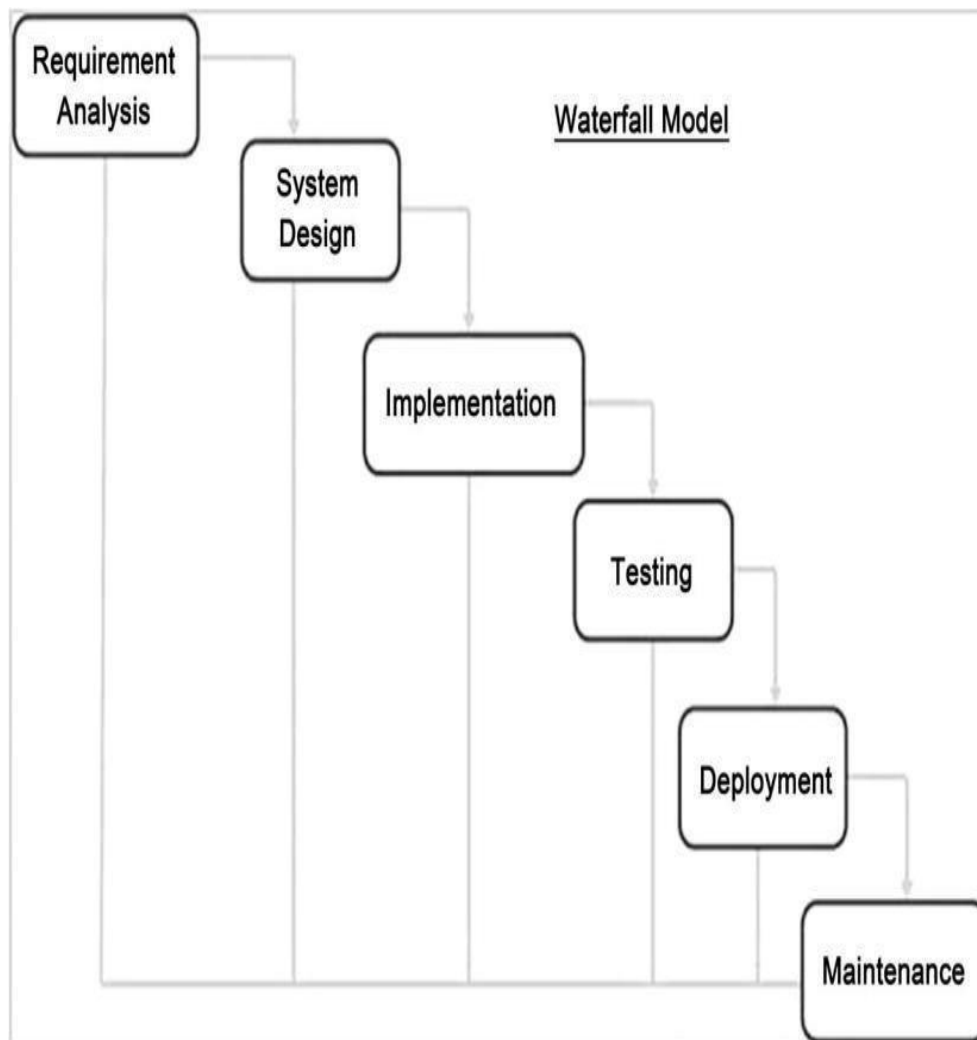 Requirement
Analysis
Waterfall Model
System
Design
Implementation
Testing
Deployment
Maintenance